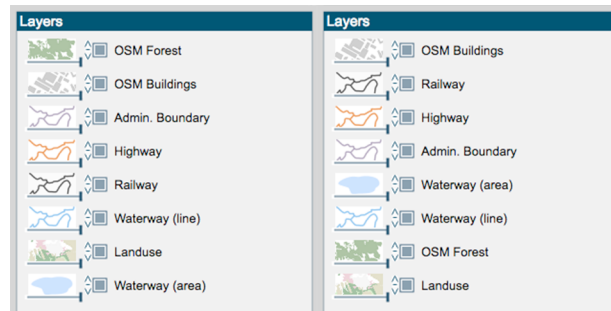 Layers
OSM Forest
OSM Buildings
Admin. Boundary
Highway
Railway
Waterway (line)
Landuse
Waterway (area)
Layers
OSM Buildings
Railway
Highway
Admin. Boundary
Waterway (area)
Waterway (line)
OSM Forest
Landuse